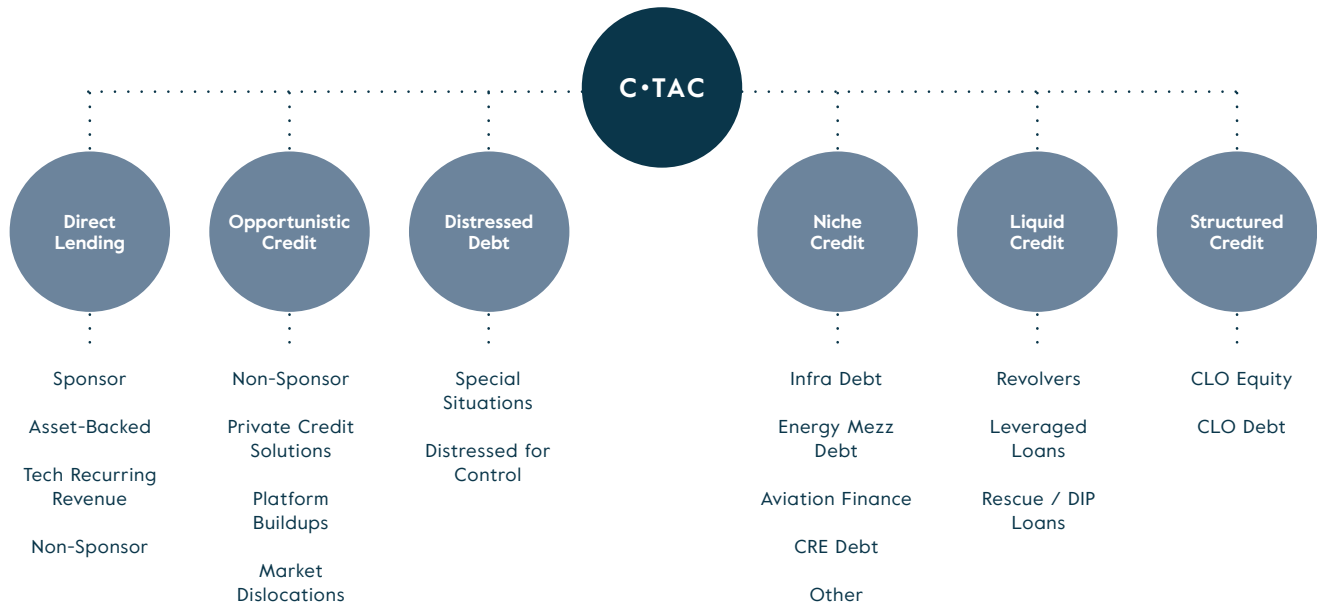 C•TAC
Direct
Lending
Sponsor
Asset-Backed
Tech Recurring
Revenue
Non-Sponsor
Opportunistic
Credit
Non-Sponsor
Private Credit
Solutions
Platform
Buildups
Market
Dislocations
Distressed
Debt
Special
Situations
Distressed for
Control
Niche
Credit
Infra Debt
Energy Mezz
Debt
Aviation Finance
CRE Debt
Other
Liquid
Credit
Revolvers
Leveraged
Loans
Rescue / DIP
Loans
Structured
Credit
CLO Equity
CLO Debt